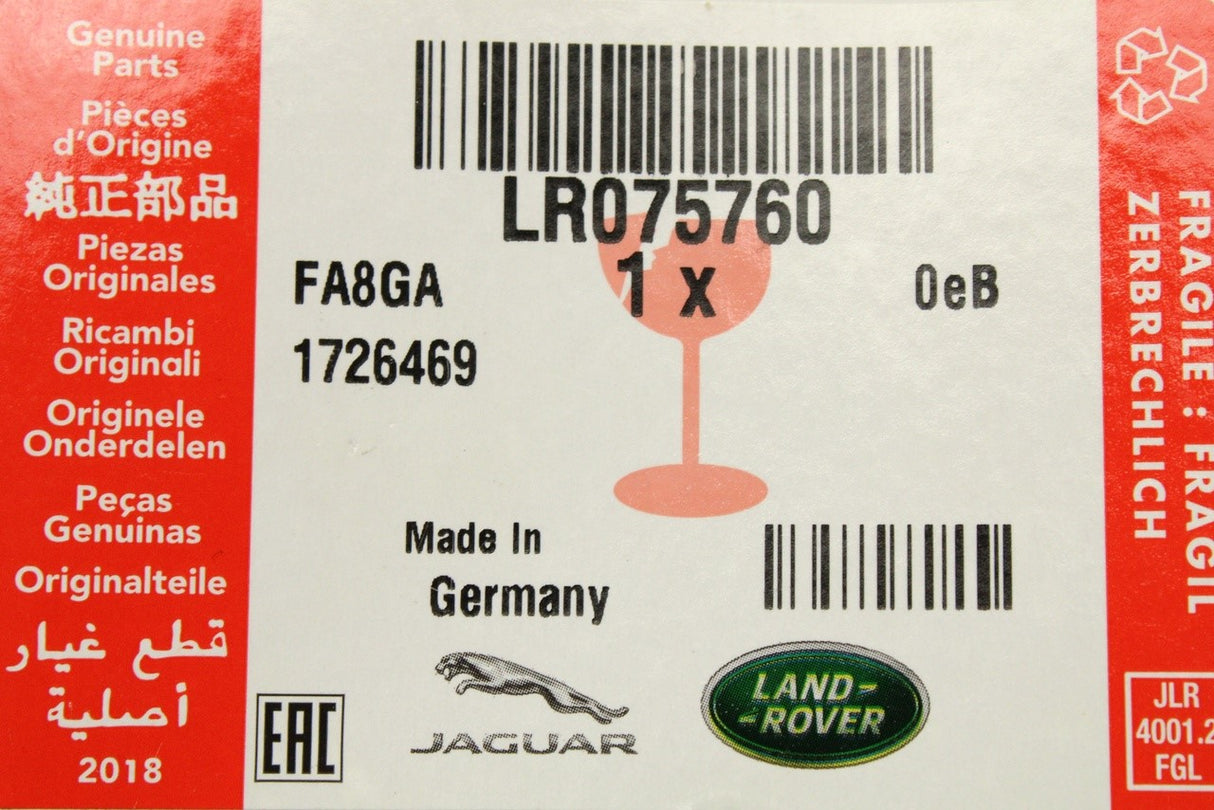 Genuine
Parts
Pièces
d'Origine
純正部品
Piezas
Originales
Ricambi
Originali
Originele
Onderdelen
Peças
Genuinas
Originalteile
قطع غيار
أصلية
2018
LR075760
1 x
FA8GA
0eB
1726469
Made In
Germany
EAC
JAGUAR
LAND-
-ROVER
FRAGILE : FRAGIL
ZERBRECHLICH
JLR
4001.2
FGL